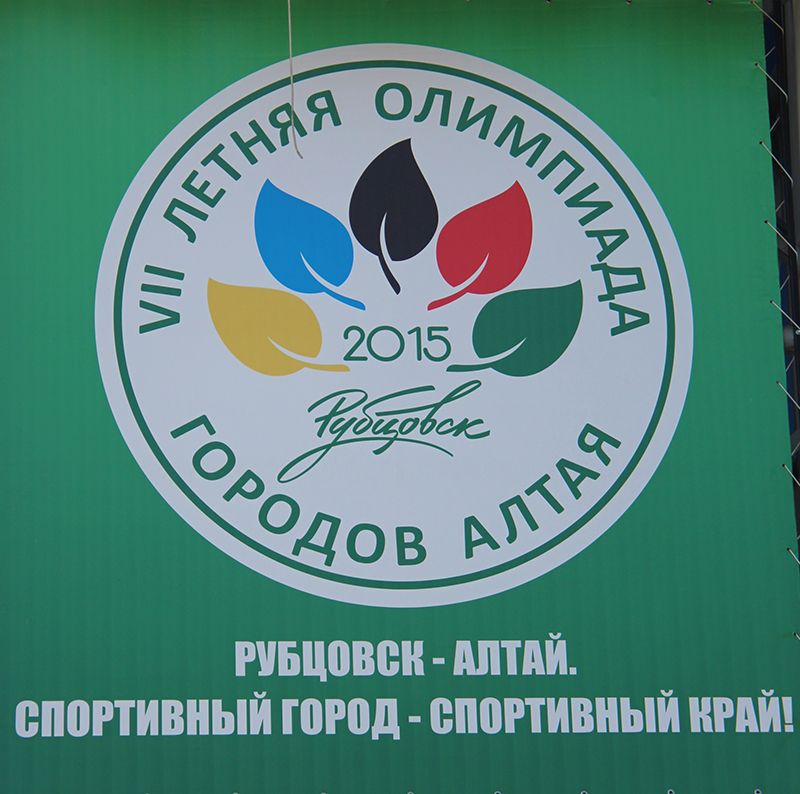 VII ЛЕТНЯЯ ОЛИМПИАДА
2015
Рубцовск
ГОРОДОВ АЛТАЯ
РУБЦОВСК - АЛТАЙ.
СПОРТИВНЫЙ ГОРОД - СПОРТИВНЫЙ КРАЙ!